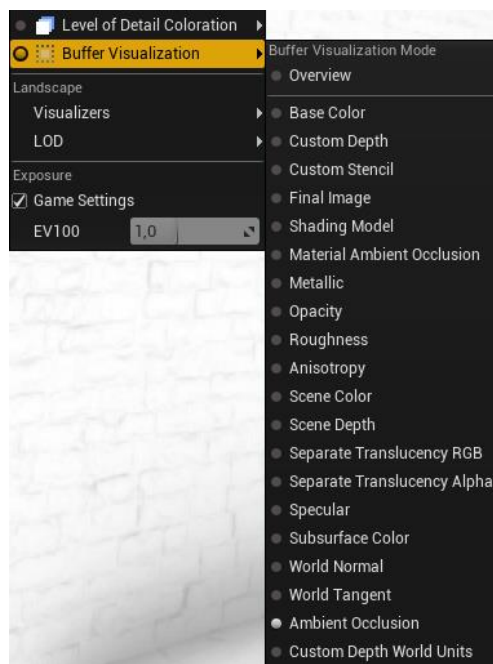 Level of Detail Coloration
Buffer Visualization
Landscape
Visualizers
LOD
Exposure
Game Settings
EV100 1,0
Buffer Visualization Mode
Overview
Base Color
Custom Depth
Custom Stencil
Final Image
Shading Model
Material Ambient Occlusion
Metallic
Opacity
Roughness
Anisotropy
Scene Color
Scene Depth
Separate Translucency RGB
Separate Translucency Alpha
Specular
Subsurface Color
World Normal
World Tangent
Ambient Occlusion
Custom Depth World Units